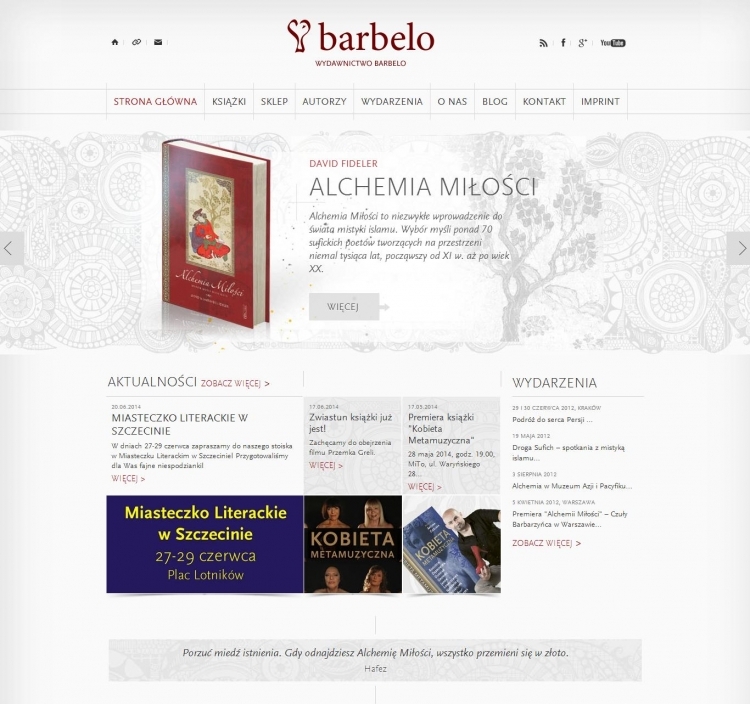 barbelo
WYDAWNICTWO BARBELO
YouTube
STRONA GŁÓWNA
KSIĄŻKI
SKLEP
AUTORZY
WYDARZENIA
O NAS
BLOG
KONTAKT
IMPRINT
Alchemia Miłości
DAVID FIDELER
ALCHEMIA MIŁOŚCI
Alchemia Miłości to niezwykłe wprowadzenie do
świata mistyki islamu. Wybór myśli ponad 70
sufickich poetów tworzących na przestrzeni
niemal tysiąca lat, począwszy od XI w. aż po wiek
XX.
WIĘCEJ
AKTUALNOŚCI ZOBACZ WIĘCEJ >
20.06.2014
MIASTECZKO LITERACKIE W
SZCZECINIE
W dniach 27-29 czerwca zapraszamy do naszego stoiska
w Miasteczku Literackim w Szczecinie! Przygotowaliśmy
dla Was fajne niespodzianki!
WIĘCEJ >
Miasteczko Literackie
w Szczecinie
27-29 czerwca
Plac Lotników
17.06.2014
Zwiastun książki już
jest!
Zachęcamy do obejrzenia
filmu Przemka Greli.
WIĘCEJ >
KOBIETA
METAMUZYCZNA
17.05.2014
Premiera książki
"Kobieta
Metamuzyczna"
28 maja 2014, godz. 19.00,
MiTo, ul. Waryńskiego
28...
WIĘCEJ >
KOBIETA
METAMUZYCZNA
WYDARZENIA
29 I 30 CZERWCA 2012, KRAKÓW
Podróż do serca Persji ...
19 MAJA 2012
Droga Sufich – spotkania z mistyką
islamu...
3 SIERPNIA 2012
Alchemia w Muzeum Azji i Pacyfiku...
5 KWIETNIA 2012, WARSZAWA
Premiera "Alchemii Miłości" – Czuły
Barbarzyńca w Warszawie...
ZOBACZ WIĘCEJ >
Porzuć miedź istnienia. Gdy odnajdziesz Alchemię Miłości, wszystko przemieni się w złoto.
Hafez